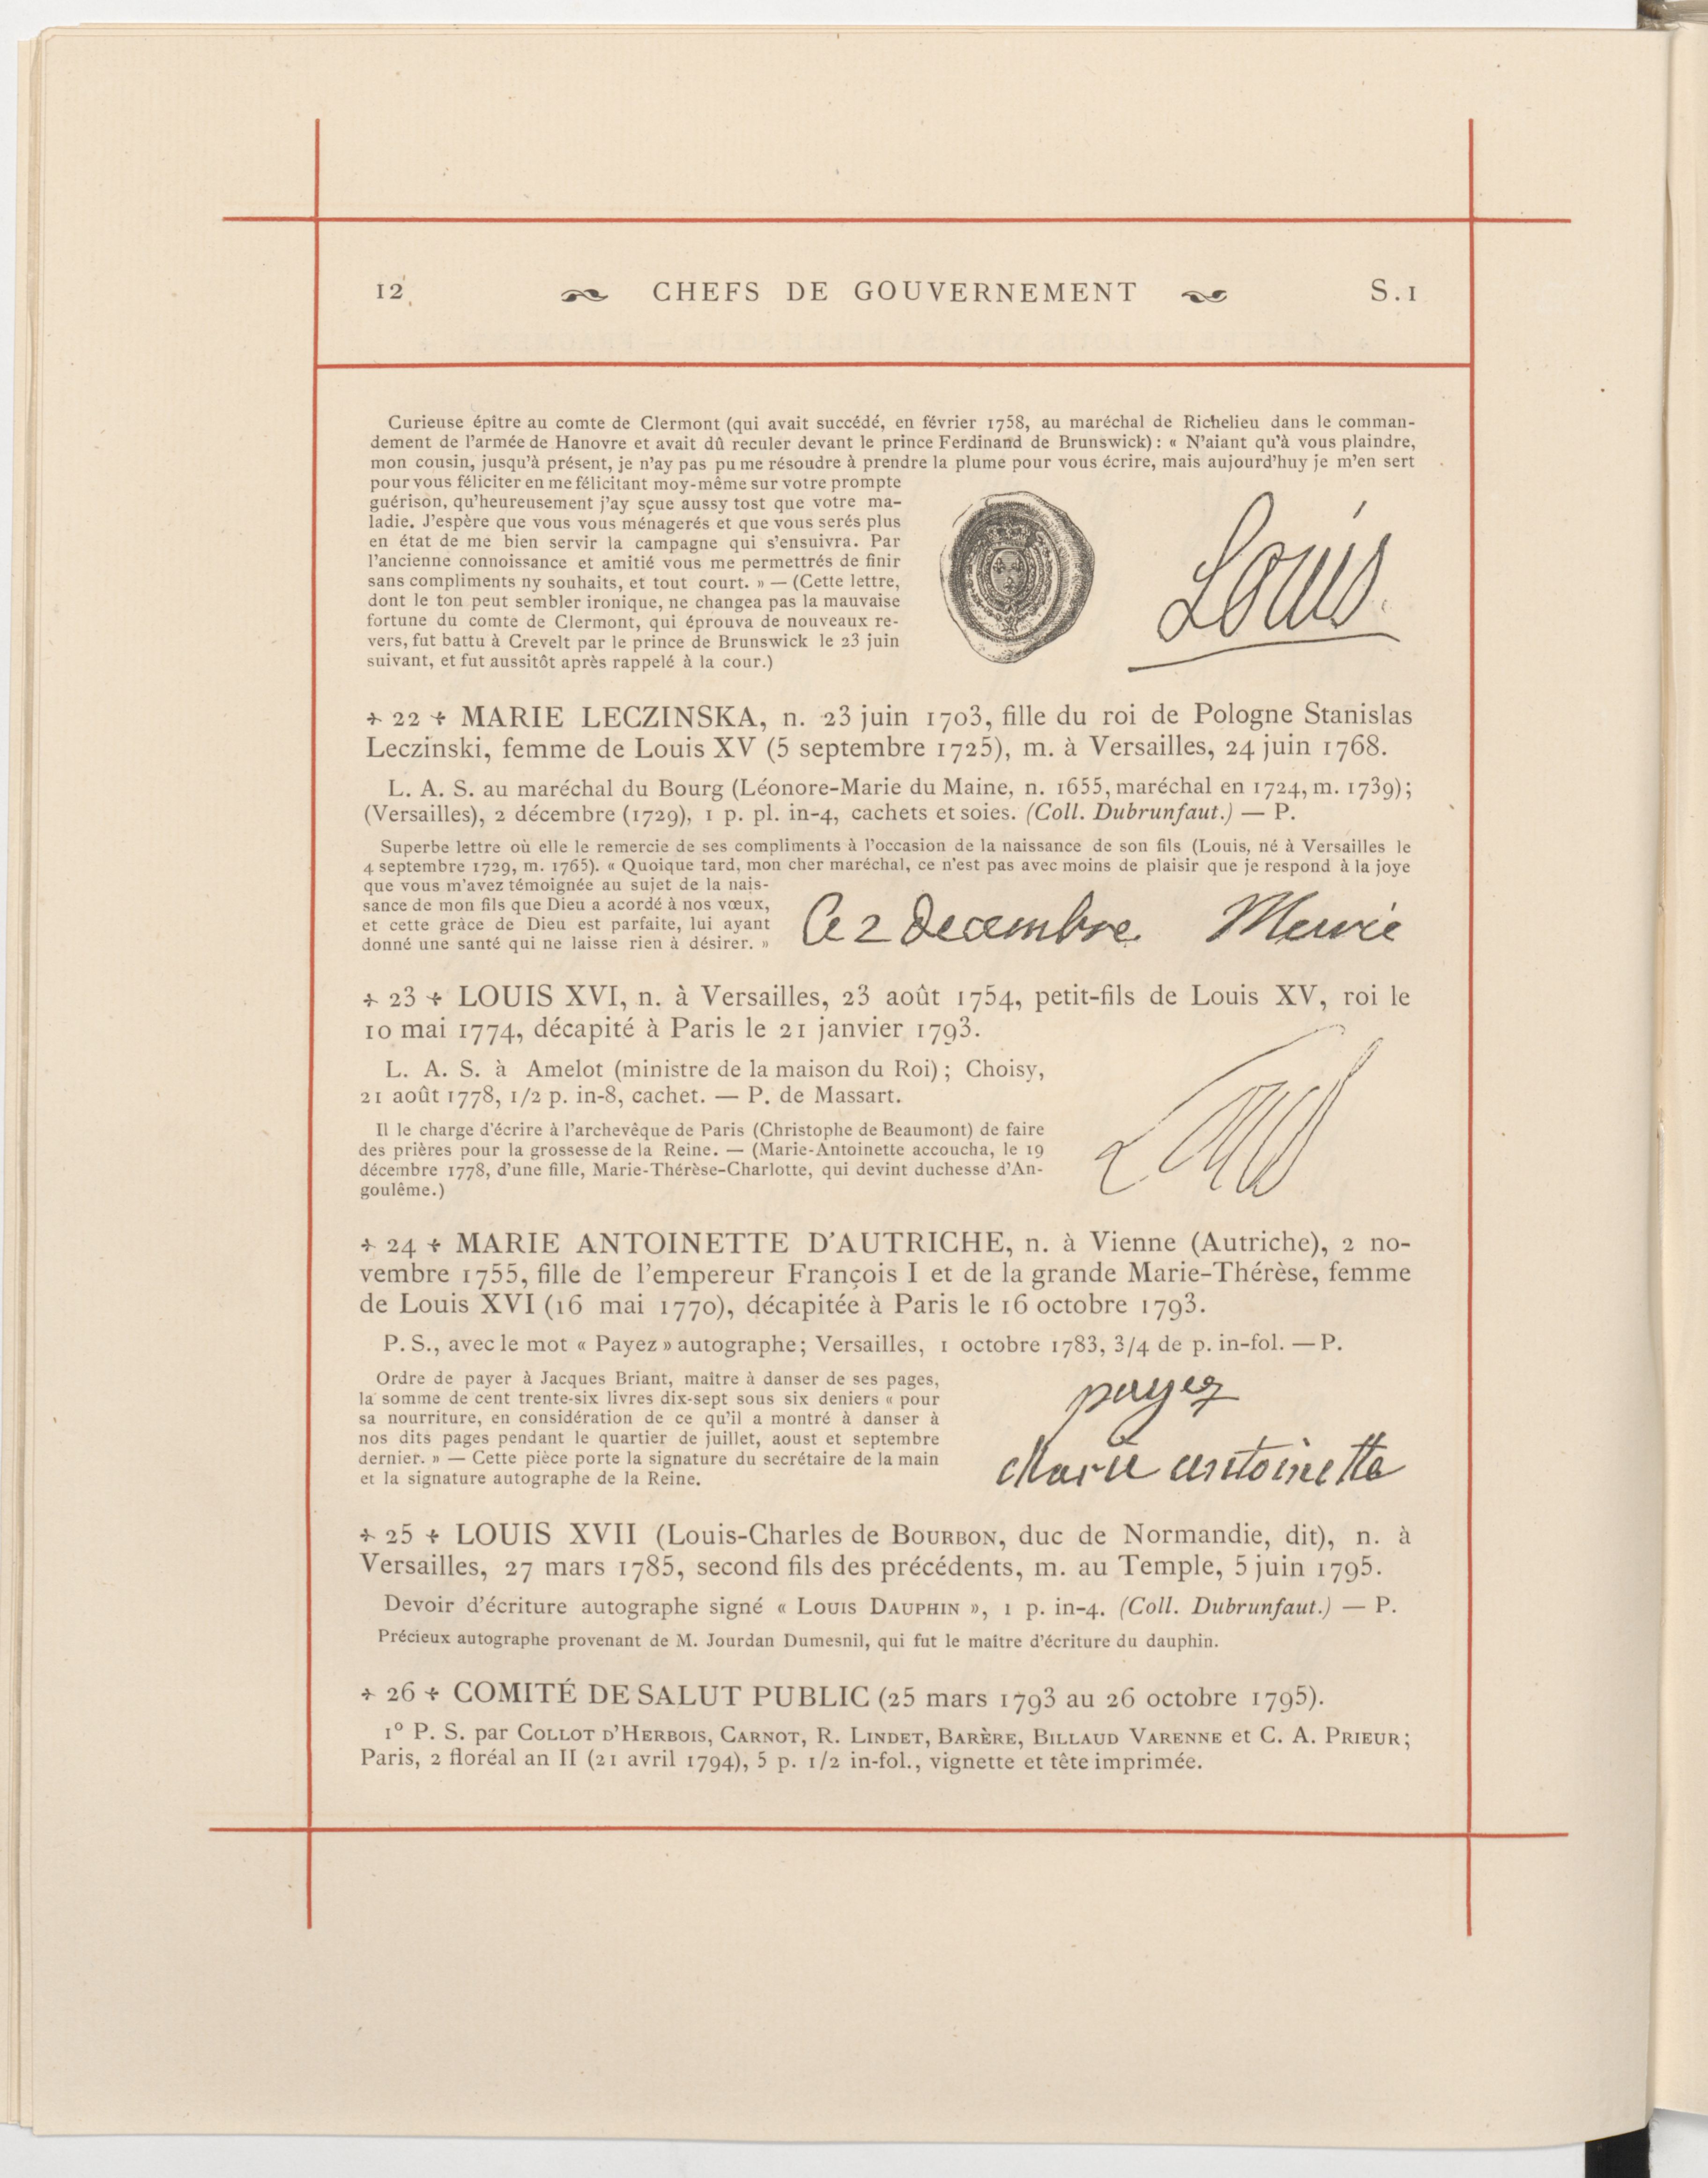 12 CHEFS DE GOUVERNEMENT S.1
Curieuse épître au comte de Clermont (qui avait succédé, en février 1758, au maréchal de Richelieu dans le comman-
dement de l'armée de Hanovre et avait dû reculer devant le prince Ferdinand de Brunswick) : « N'aiant qu'à vous plaindre,
mon cousin, jusqu'à présent, je n'ay pas pu me résoudre à prendre la plume pour vous écrire, mais aujourd'huy je m'en sert
pour vous féliciter en me félicitant moy-même sur votre prompte
guérison, qu'heureusement j'ay sçue aussy tost que votre ma-
ladie. J'espère que vous vous ménagerés et que vous serés plus
en état de me bien servir la campagne qui s'ensuivra. Par
l'ancienne connoissance et amitié vous me permettrés de finir
sans compliments ny souhaits, et tout court. » — (Cette lettre,
dont le ton peut sembler ironique, ne changea pas la mauvaise
fortune du comte de Clermont, qui éprouva de nouveaux re-
vers, fut battu à Crevelt par le prince de Brunswick le 23 juin
suivant, et fut aussitôt après rappelé à la cour.)
Louis
22 MARIE LECZINSKA, n. 23 juin 1703, fille du roi de Pologne Stanislas
Leczinski, femme de Louis XV (5 septembre 1725), m. à Versailles, 24 juin 1768.
L. A. S. au maréchal du Bourg (Léonore-Marie du Maine, n. 1655, maréchal en 1724, m. 1739);
(Versailles), 2 décembre (1729), 1 p. pl. in-4, cachets et soies. (Coll. Dubrunfaut.) — P.
Superbe lettre où elle le remercie de ses compliments à l'occasion de la naissance de son fils (Louis, né à Versailles le
4 septembre 1729, m. 1765). « Quoique tard, mon cher maréchal, ce n'est pas avec moins de plaisir que je respond à la joye
que vous m'avez témoignée au sujet de la nais-
sance de mon fils que Dieu a acordé à nos vœux,
et cette grâce de Dieu est parfaite, lui ayant
donné une santé qui ne laisse rien à désirer. »
Ce 2 Decembre Marie
23 LOUIS XVI, n. à Versailles, 23 août 1754, petit-fils de Louis XV, roi le
10 mai 1774, décapité à Paris le 21 janvier 1793.
L. A. S. à Amelot (ministre de la maison du Roi); Choisy,
21 août 1778, 1/2 p. in-8, cachet. — P. de Massart.
Il le charge d'écrire à l'archevêque de Paris (Christophe de Beaumont) de faire
des prières pour la grossesse de la Reine. — (Marie-Antoinette accoucha, le 19
décembre 1778, d'une fille, Marie-Thérèse-Charlotte, qui devint duchesse d'An-
goulême.)
Louis
24 MARIE ANTOINETTE D'AUTRICHE, n. à Vienne (Autriche), 2 no-
vembre 1755, fille de l'empereur François I et de la grande Marie-Thérèse, femme
de Louis XVI (16 mai 1770), décapitée à Paris le 16 octobre 1793.
P. S., avec le mot « Payez » autographe; Versailles, 1 octobre 1783, 3/4 de p. in-fol. — P.
Ordre de payer à Jacques Briant, maître à danser de ses pages,
la somme de cent trente-six livres dix-sept sous six deniers « pour
sa nourriture, en considération de ce qu'il a montré à danser à
nos dits pages pendant le quartier de juillet, aoust et septembre
dernier. » — Cette pièce porte la signature du secrétaire de la main
et la signature autographe de la Reine.
payez
Marie antoinette
25 LOUIS XVII (Louis-Charles de BOURBON, duc de Normandie, dit), n. à
Versailles, 27 mars 1785, second fils des précédents, m. au Temple, 5 juin 1795.
Devoir d'écriture autographe signé « LOUIS DAUPHIN », 1 p. in-4. (Coll. Dubrunfaut.) — P.
Précieux autographe provenant de M. Jourdan Dumesnil, qui fut le maître d'écriture du dauphin.
26 COMITÉ DE SALUT PUBLIC (25 mars 1793 au 26 octobre 1795).
1° P. S. par COLLOT D'HERBOIS, CARNOT, R. LINDET, BARÈRE, BILLAUD VARENNE et C. A. PRIEUR;
Paris, 2 floréal an II (21 avril 1794), 5 p. 1/2 in-fol., vignette et tête imprimée.